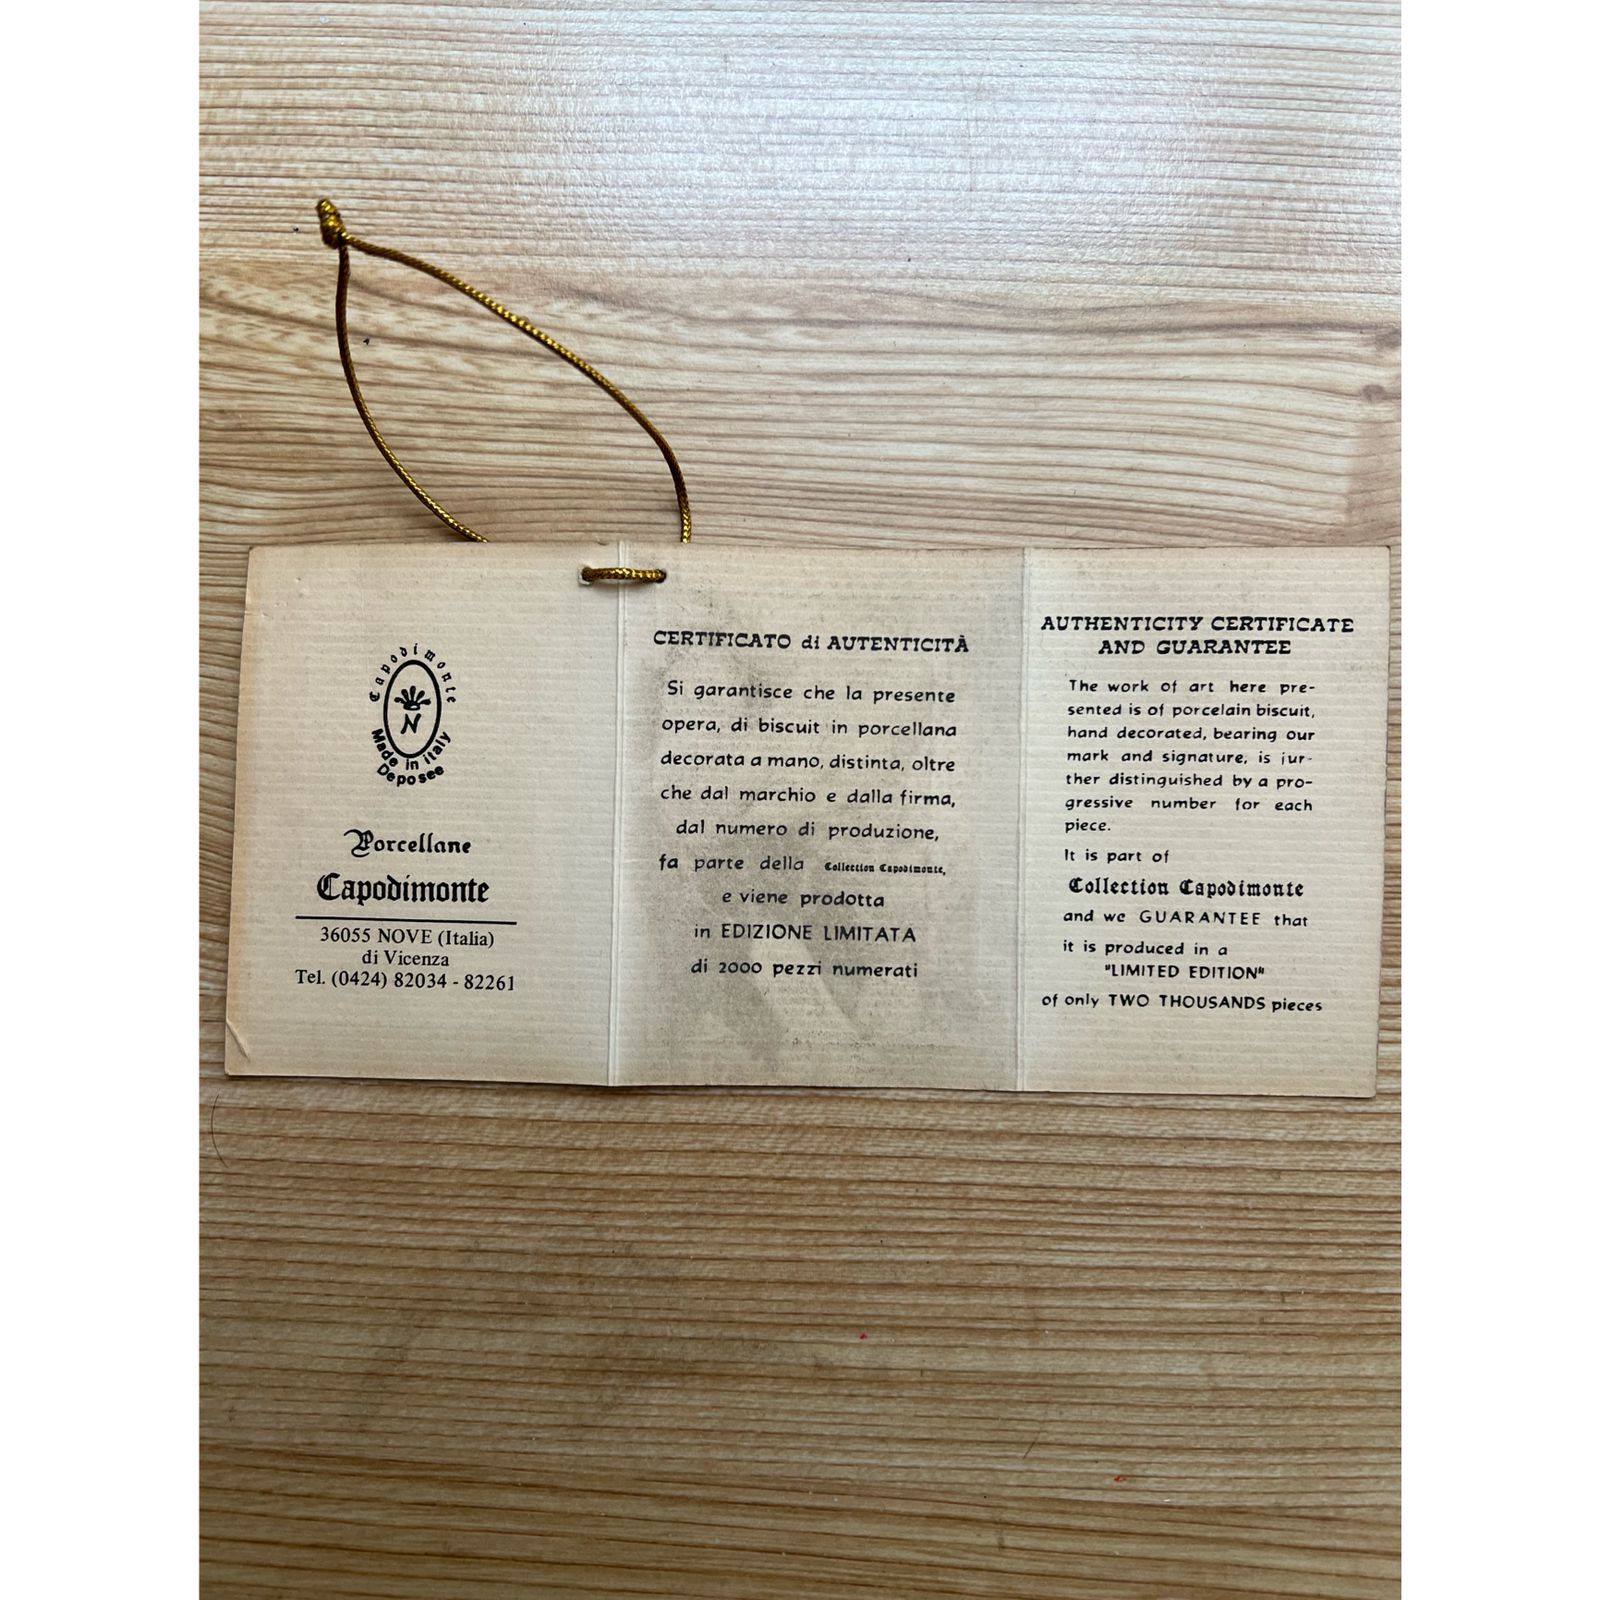 Capodimonte
N
Made in italy
Deposee
Porcellane
Capodimonte
36055 NOVE (Italia)
di Vicenza
Tel. (0424) 82034 - 82261
CERTIFICATO di AUTENTICITÀ
Si garantisce che la presente
opera, di biscuit in porcellana
decorata a mano, distinta, oltre
che dal marchio e dalla firma,
dal numero di produzione,
fa parte della Collection Capodimonte,
e viene prodotta
in EDIZIONE LIMITATA
di 2000 pezzi numerati
AUTHENTICITY CERTIFICATE
AND GUARANTEE
The work of art here pre-
sented is of porcelain biscuit,
hand decorated, bearing our
mark and signature, is fur-
ther distinguished by a pro-
gressive number for each
piece.
It is part of
Collection Capodimonte
and we GUARANTEE that
it is produced in a
"LIMITED EDITION"
of only TWO THOUSANDS pieces